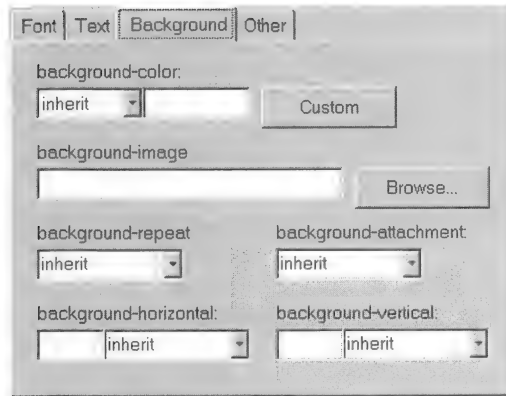 Font Text Background Other
background-color:
inherit Custom
background-image
Browse...
background-repeat background-attachment:
inherit inherit
background-horizontal: background-vertical:
inherit inherit